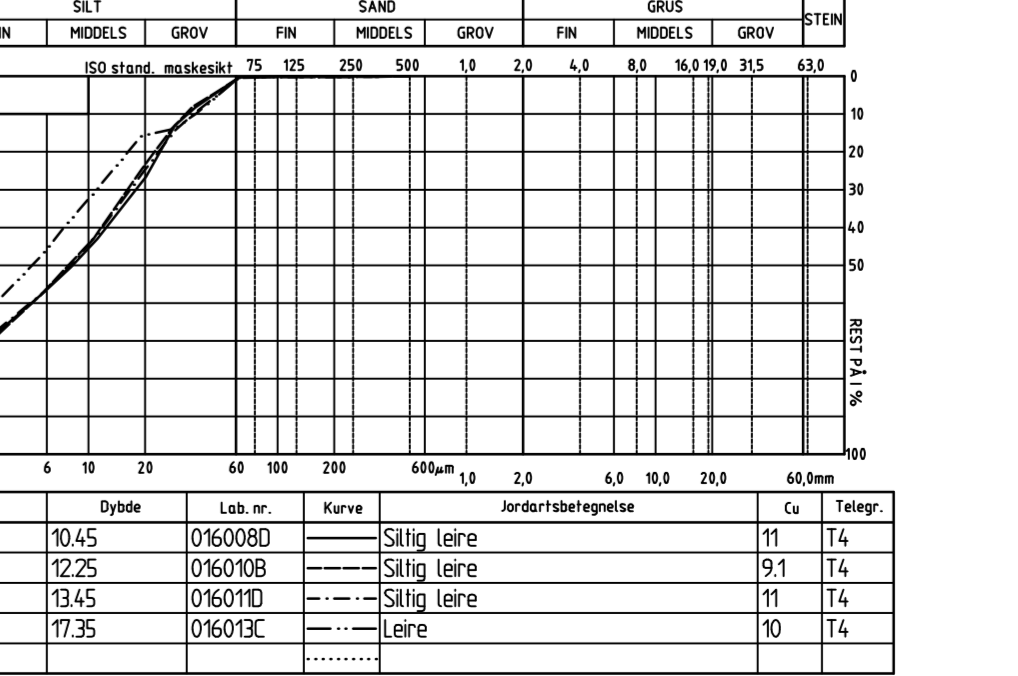 SILT SAND GRUS STEIN
IN MIDDELS GROV FIN MIDDELS GROV FIN MIDDELS GROV
ISO stand. maskesikt 75 125 250 500 1,0 2,0 4,0 8,0 16,0 19,0 31,5 63,0
0
10
20
30
40
50
REST PÅ I %
100
6 10 20 60 100 200 600µm 1,0 2,0 6,0 10,0 20,0 60,0mm
Dybde Lab. nr. Kurve Jordartsbetegnelse Cu Telegr.
10.45 016008D Siltig leire 11 T4
12.25 016010B Siltig leire 9.1 T4
13.45 016011D Siltig leire 11 T4
17.35 016013C Leire 10 T4